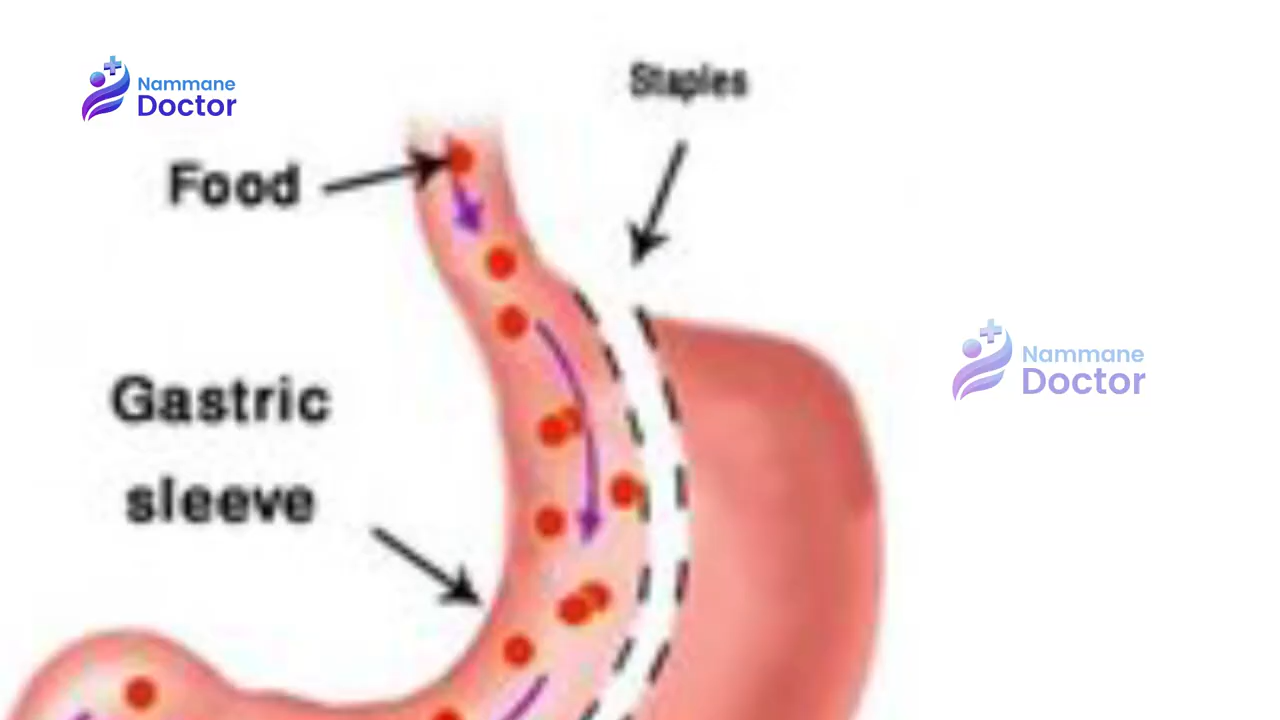 Nammane
Doctor
Staples
Food
Gastric
sleeve
Nammane
Doctor